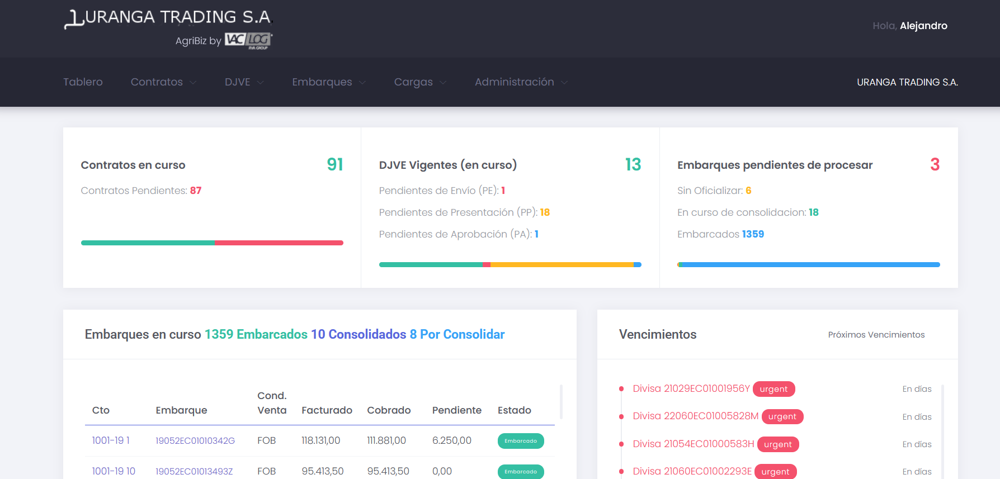 URANGA TRADING S.A.
AgriBiz by VAC LOG
RIVA GROUP
Hola, Alejandro
Tablero Contratos DJVE Embarques Cargas Administración URANGA TRADING S.A.
Contratos en curso 91
Contratos Pendientes: 87
DJVE Vigentes (en curso) 13
Pendientes de Envío (PE): 1
Pendientes de Presentación (PP): 18
Pendientes de Aprobación (PA): 1
Embarques pendientes de procesar 3
Sin Oficializar: 6
En curso de consolidacion: 18
Embarcados 1359
Embarques en curso 1359 Embarcados 10 Consolidados 8 Por Consolidar
Cto Embarque Cond. Venta Facturado Cobrado Pendiente Estado
1001-19 1 19052EC01010342G FOB 118.131,00 111.881,00 6.250,00 Embarcado
1001-19 10 19052EC01013493Z FOB 95.413,50 95.413,50 0,00 Embarcado
Vencimientos Próximos Vencimientos
Divisa 21029EC01001956Y urgent En días
Divisa 22060EC01005828M urgent En días
Divisa 21054EC01000583H urgent En días
Divisa 21060EC01002293E urgent En días